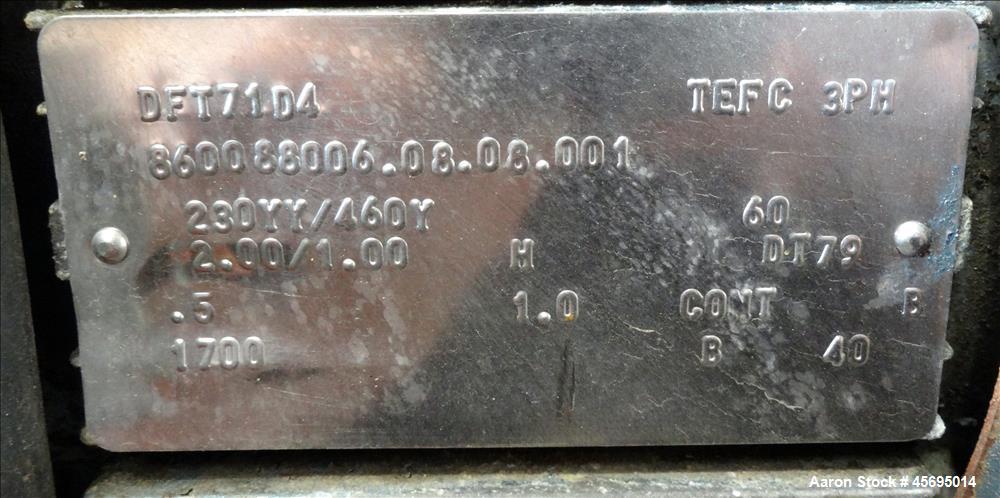 DFT71D4 TEFC 3PH
860088006.08.08.001
230YY/460Y 60
2.00/1.00 H DT79
.5 1.0 CONT B
1700 B 40
Aaron Stock # 45695014